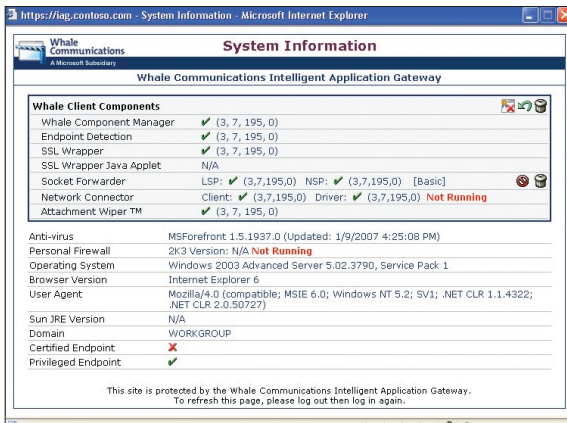 https://iag.contoso.com - System Information - Microsoft Internet Explorer
Whale Communications
A Microsoft Subsidiary
System Information
Whale Communications Intelligent Application Gateway
Whale Client Components
Whale Component Manager ✔ (3, 7, 195, 0)
Endpoint Detection ✔ (3, 7, 195, 0)
SSL Wrapper ✔ (3, 7, 195, 0)
SSL Wrapper Java Applet N/A
Socket Forwarder LSP: ✔ (3,7,195,0) NSP: ✔ (3,7,195,0) [Basic]
Network Connector Client: ✔ (3,7,195,0) Driver: ✔ (3,7,195,0) Not Running
Attachment Wiper ™ ✔ (3, 7, 195, 0)
Anti-virus MSForefront 1.5.1937.0 (Updated: 1/9/2007 4:25:08 PM)
Personal Firewall 2K3 Version: N/A Not Running
Operating System Windows 2003 Advanced Server 5.02.3790, Service Pack 1
Browser Version Internet Explorer 6
User Agent Mozilla/4.0 (compatible; MSIE 6.0; Windows NT 5.2; SV1; .NET CLR 1.1.4322;
.NET CLR 2.0.50727)
Sun JRE Version N/A
Domain WORKGROUP
Certified Endpoint ✘
Privileged Endpoint ✔
This site is protected by the Whale Communications Intelligent Application Gateway.
To refresh this page, please log out then log in again.